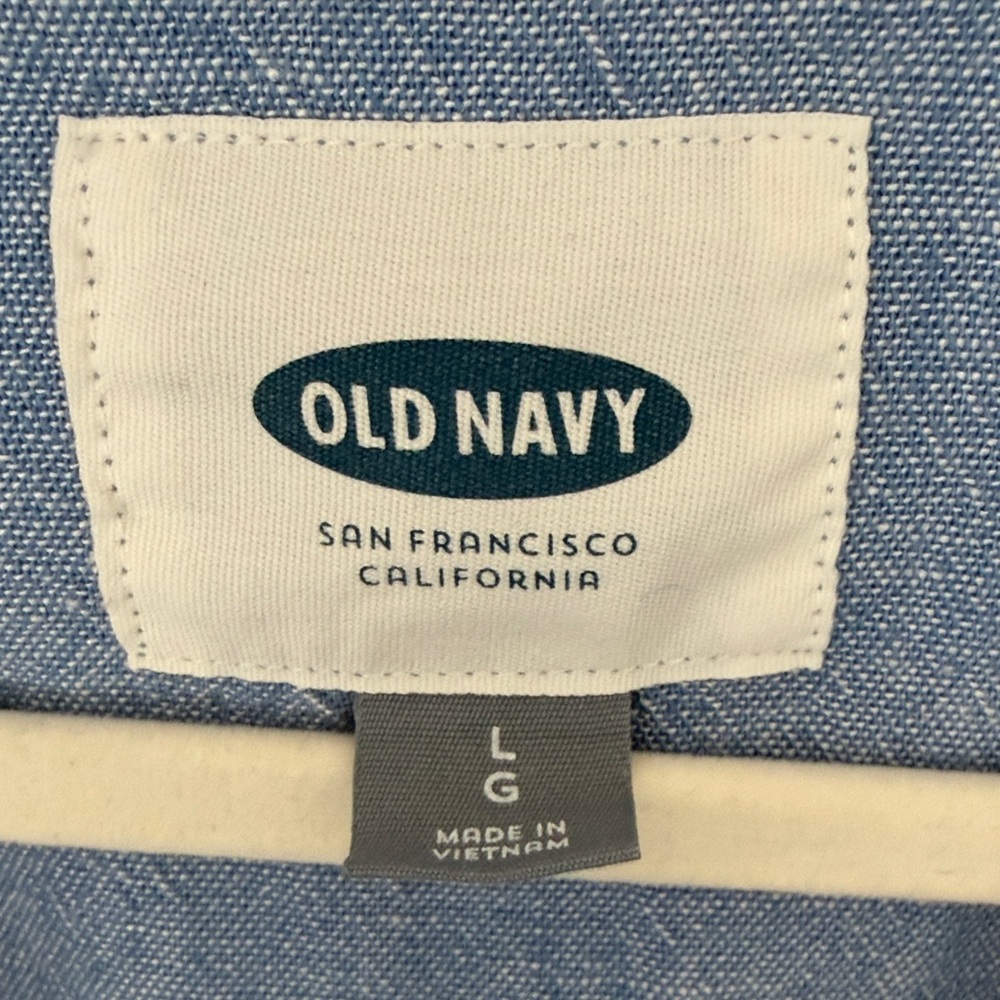 OLD NAVY
SAN FRANCISCO
CALIFORNIA
L
G
MADE IN
VIETNAM